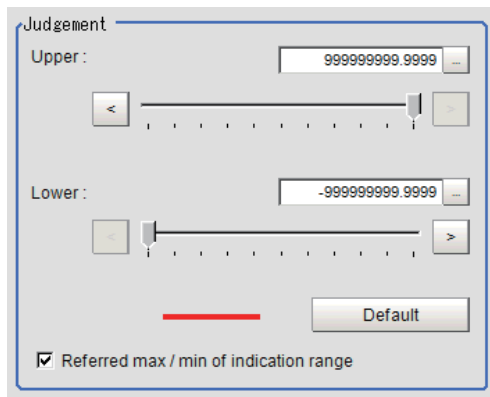 Judgement
Upper : 999999999.9999 ...
< >
Lower : -999999999.9999 ...
< >
Default
Referred max / min of indication range